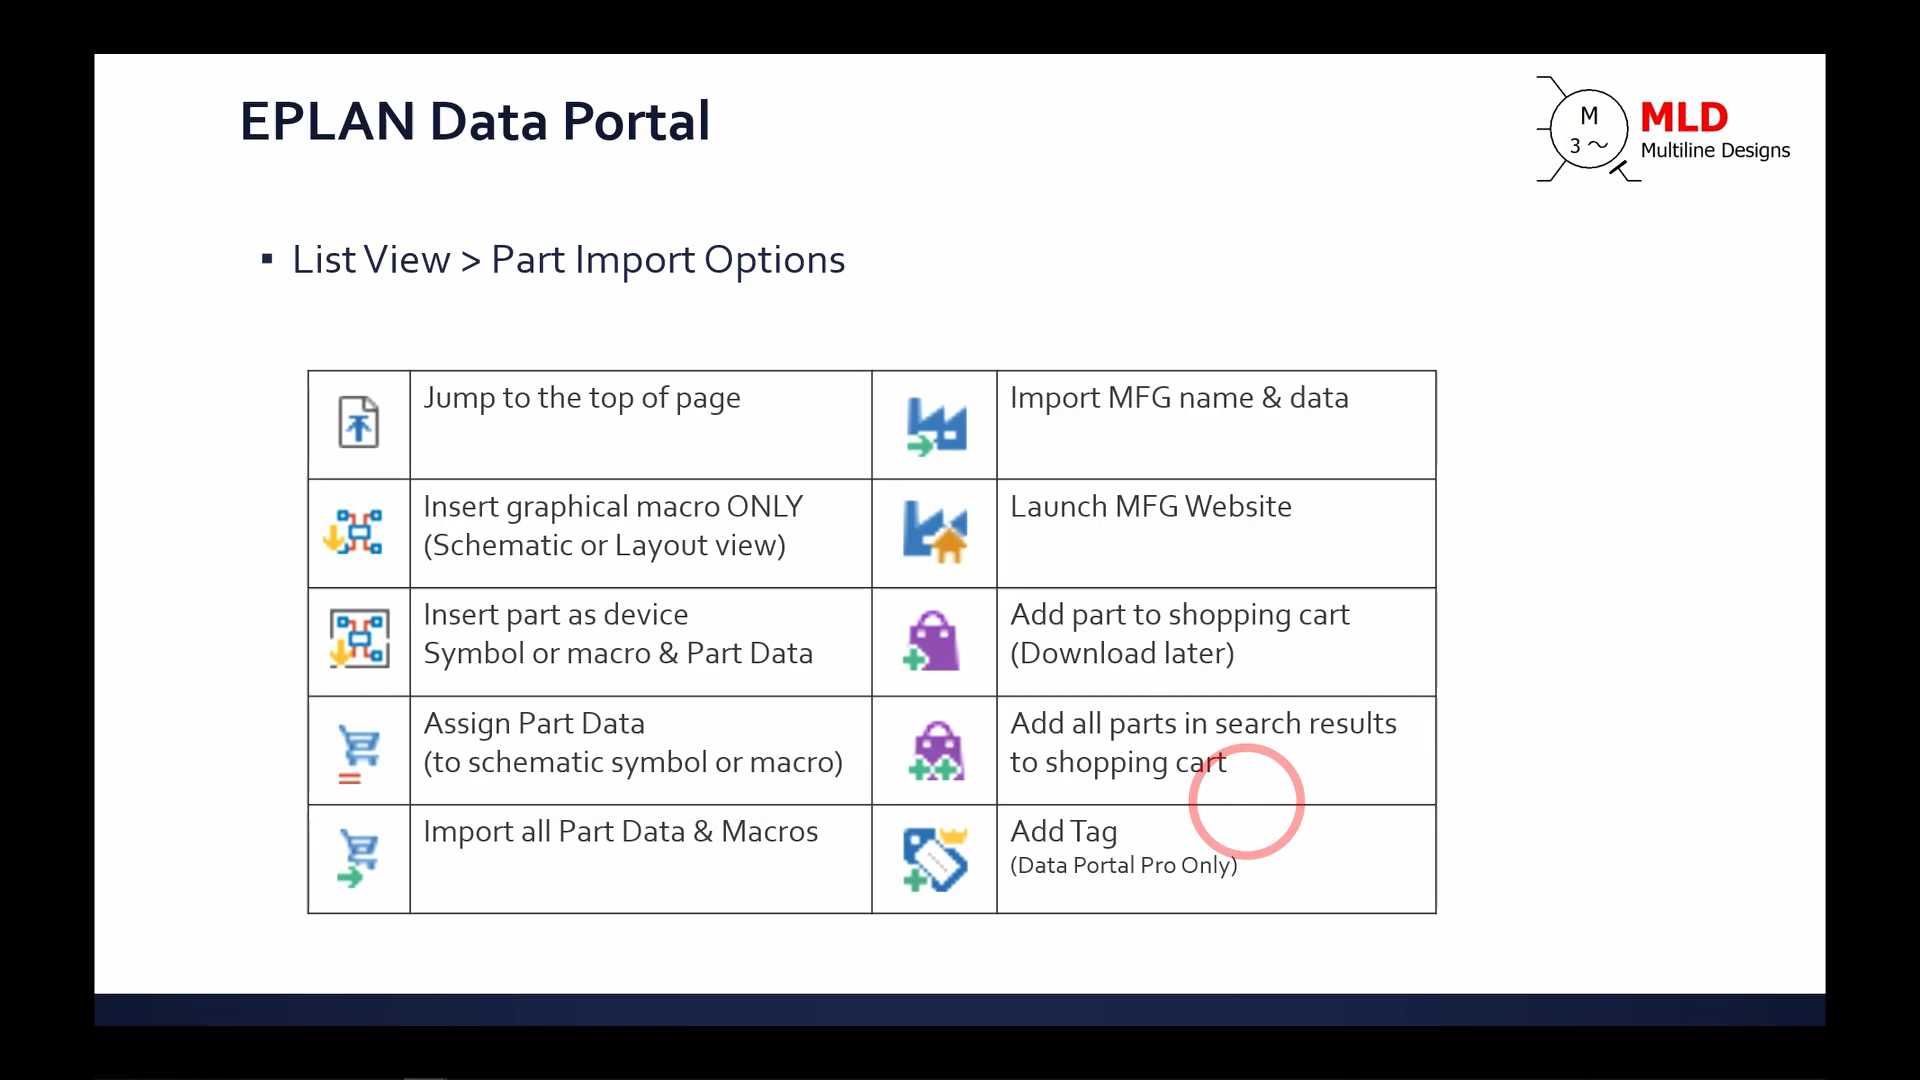 EPLAN Data Portal
M
3 ~
MLD
Multiline Designs
▪ List View > Part Import Options
Jump to the top of page
Import MFG name & data
Insert graphical macro ONLY
(Schematic or Layout view)
Launch MFG Website
Insert part as device
Symbol or macro & Part Data
Add part to shopping cart
(Download later)
Assign Part Data
(to schematic symbol or macro)
Add all parts in search results
to shopping cart
Import all Part Data & Macros
Add Tag
(Data Portal Pro Only)